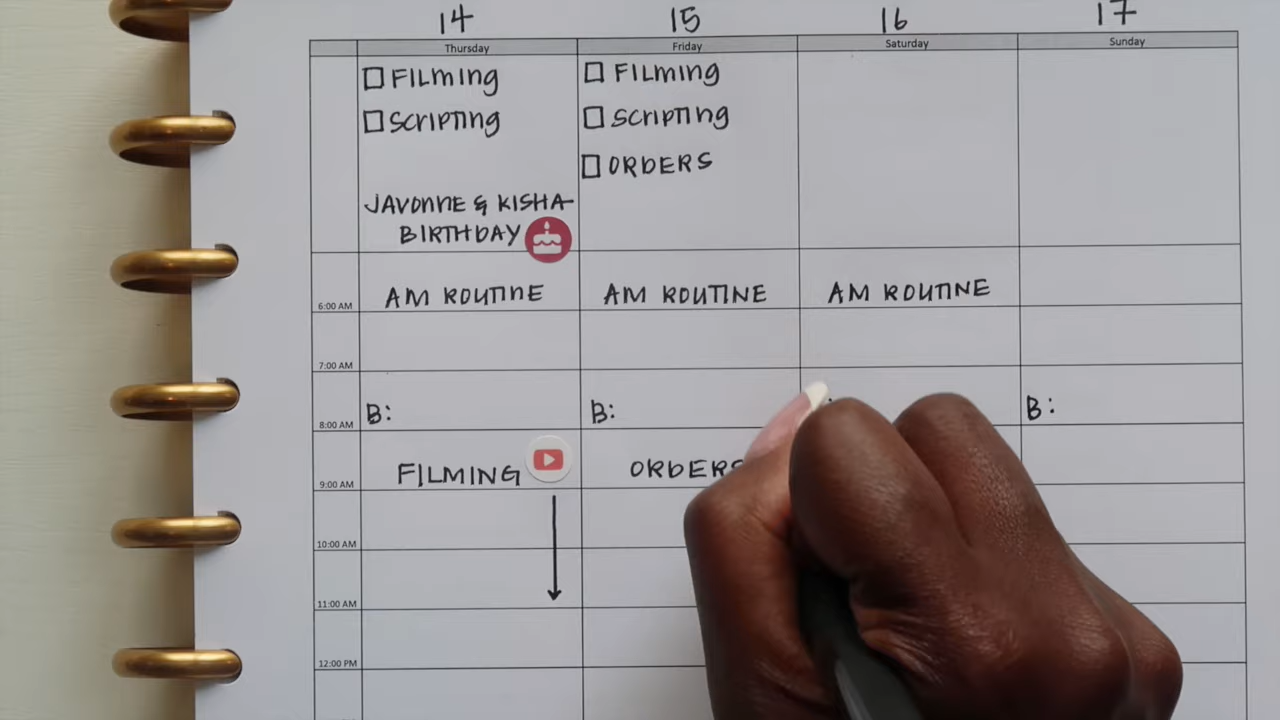 14 15 16 17
Thursday Friday Saturday Sunday
FILMING FILMING
SCRIPTING SCRIPTING
ORDERS
JAVONNE & KISHA
BIRTHDAY
6:00 AM AM ROUTINE AM ROUTINE AM ROUTINE
7:00 AM
8:00 AM B: B: B:
9:00 AM FILMING ORDERS
10:00 AM
11:00 AM
12:00 PM